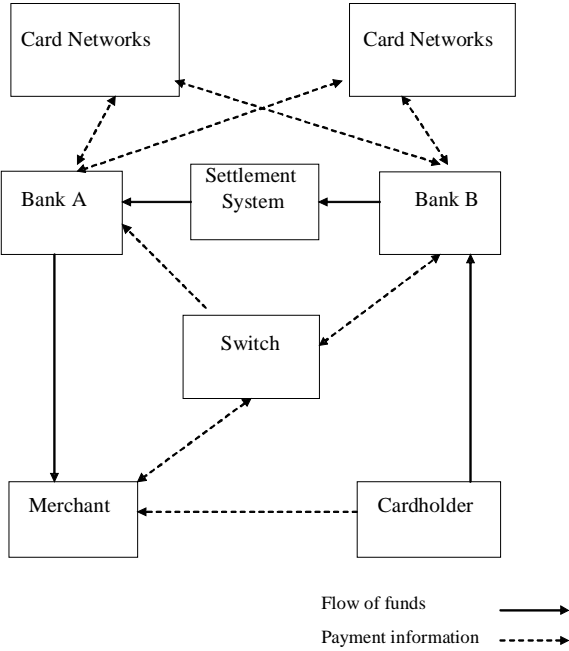 Card Networks
Card Networks
Bank A
Settlement
System
Bank B
Switch
Merchant
Cardholder
Flow of funds
Payment information